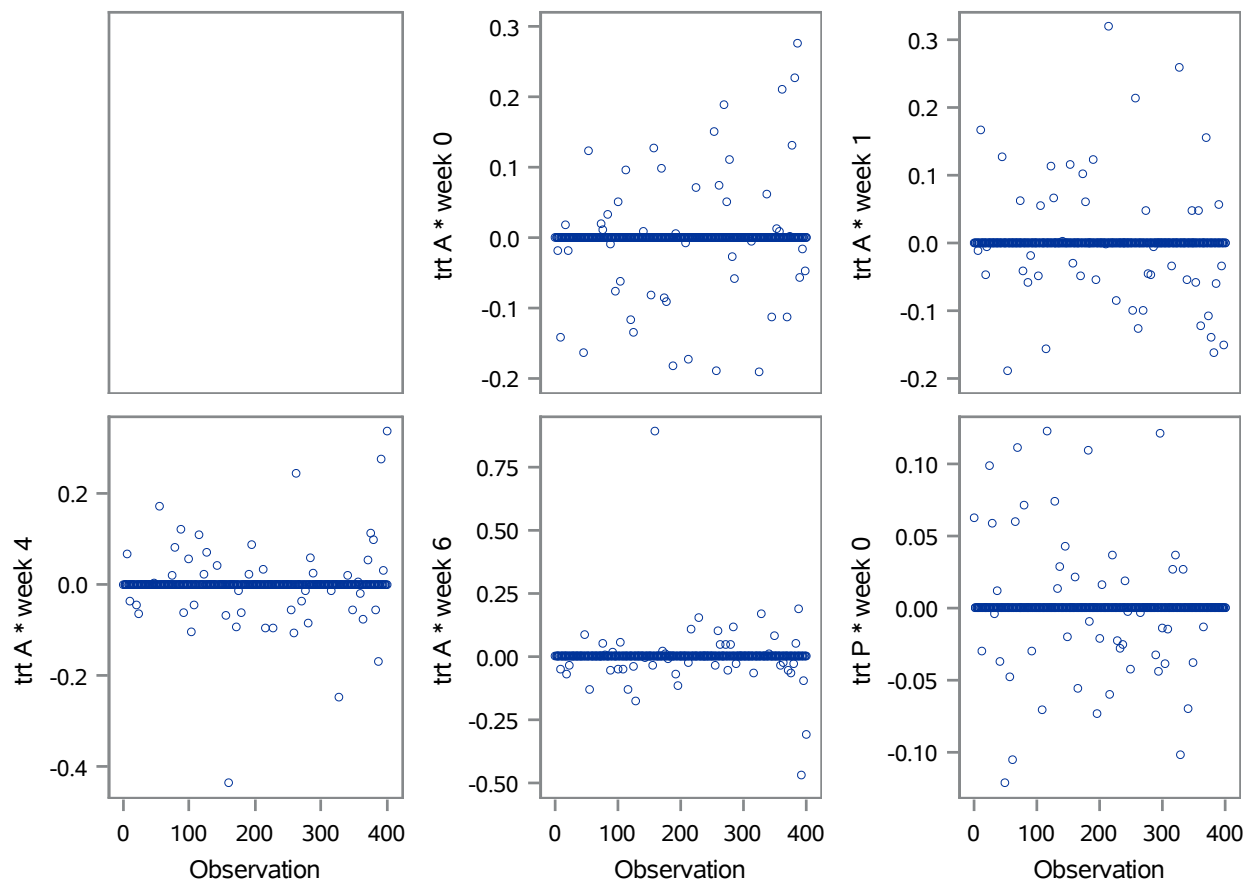 0.3
0.2
0.1
0.0
-0.1
-0.2
trt A * week 0
0.3
0.2
0.1
0.0
-0.1
-0.2
trt A * week 1
0.2
0.0
-0.2
-0.4
trt A * week 4
0 100 200 300 400
Observation
0.75
0.50
0.25
0.00
-0.25
-0.50
trt A * week 6
0 100 200 300 400
Observation
0.10
0.05
0.00
-0.05
-0.10
trt P * week 0
0 100 200 300 400
Observation